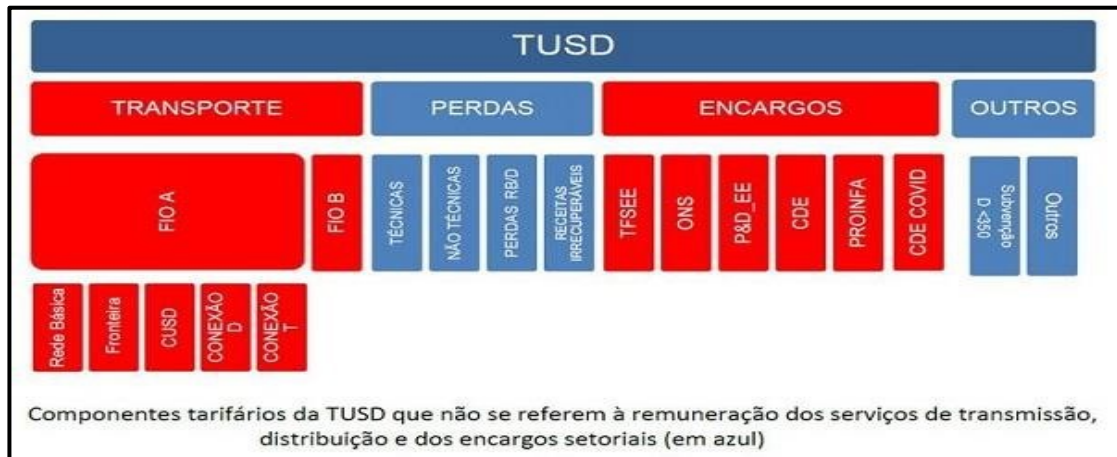 TUSD
TRANSPORTE
PERDAS
ENCARGOS
OUTROS
FIO A
FIO B
TÉCNICAS
NÃO TÉCNICAS
PERDAS RB/D
RECEITAS
IRRECUPERÁVEIS
TFSEE
ONS
P&D_EE
CDE
PROINFA
CDE COVID
Subvenção
D <350
Outros
Rede Básica
Fronteira
CUSD
CONEXÃO
D
CONEXÃO
T
Componentes tarifários da TUSD que não se referem à remuneração dos serviços de transmissão,
distribuição e dos encargos setoriais (em azul)